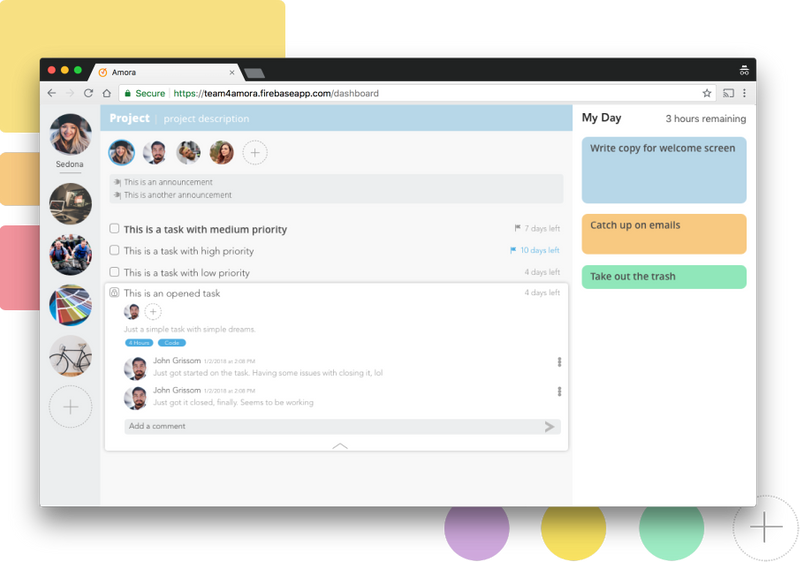 Amora
Secure https://team4amora.firebaseapp.com/dashboard
Sedona
Project | project description
This is an announcement
This is another announcement
This is a task with medium priority 7 days left
This is a task with high priority 10 days left
This is a task with low priority 4 days left
This is an opened task 4 days left
Just a simple task with simple dreams.
4 Hours Code
John Grissom 1/2/2018 at 2:08 PM
Just got started on the task. Having some issues with closing it, lol
John Grissom 1/2/2018 at 2:08 PM
Just got it closed, finally. Seems to be working
Add a comment
My Day 3 hours remaining
Write copy for welcome screen
Catch up on emails
Take out the trash